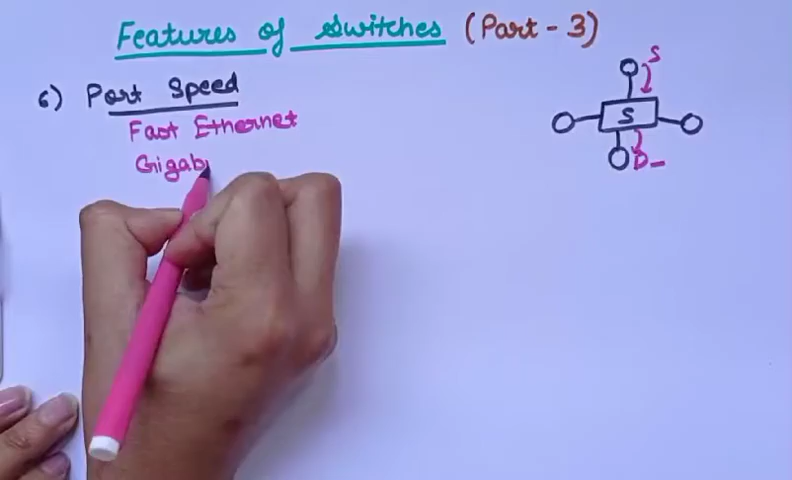 Features of Switches (Part - 3)
6) Port Speed
Fast Ethernet
Gigab
S
S
D